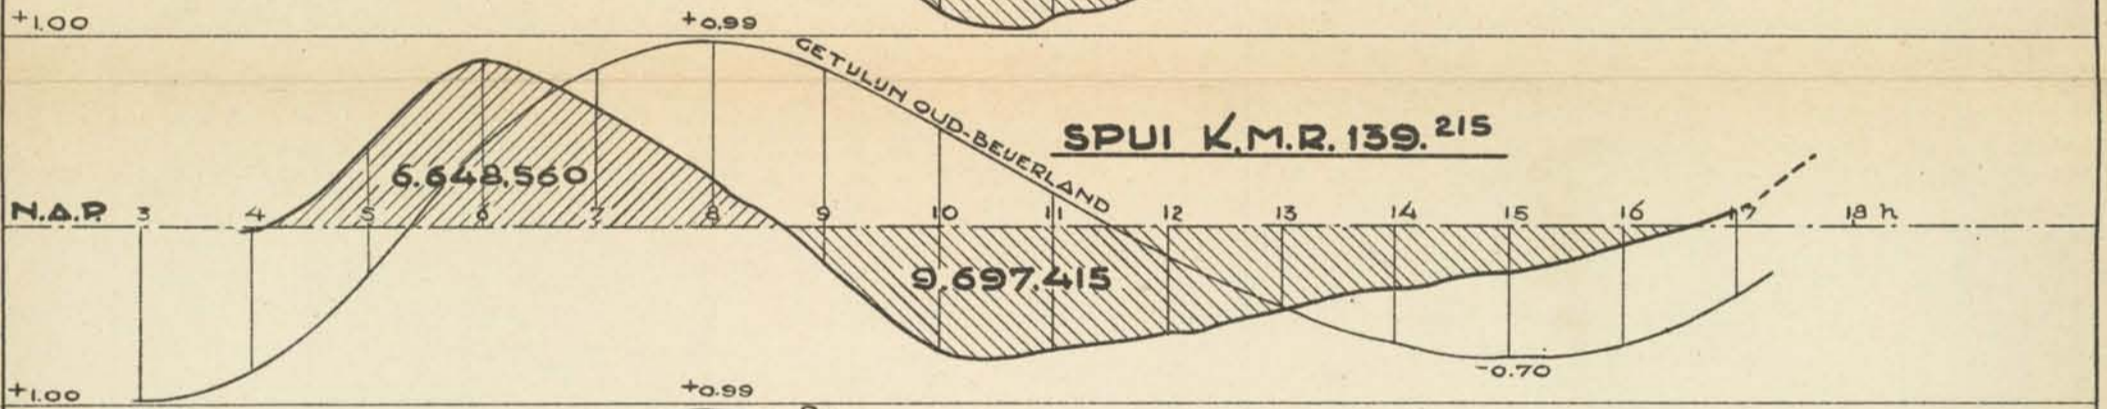 +1.00
+0.99
GETIJLIJN OUD-BEIJERLAND
SPUI K.M.R. 139.215
6.648.560
N.A.P. 3 4 5 6 7 8 9 10 11 12 13 14 15 16 17 18 h
9.697.415
-0.70
+1.00
+0.99